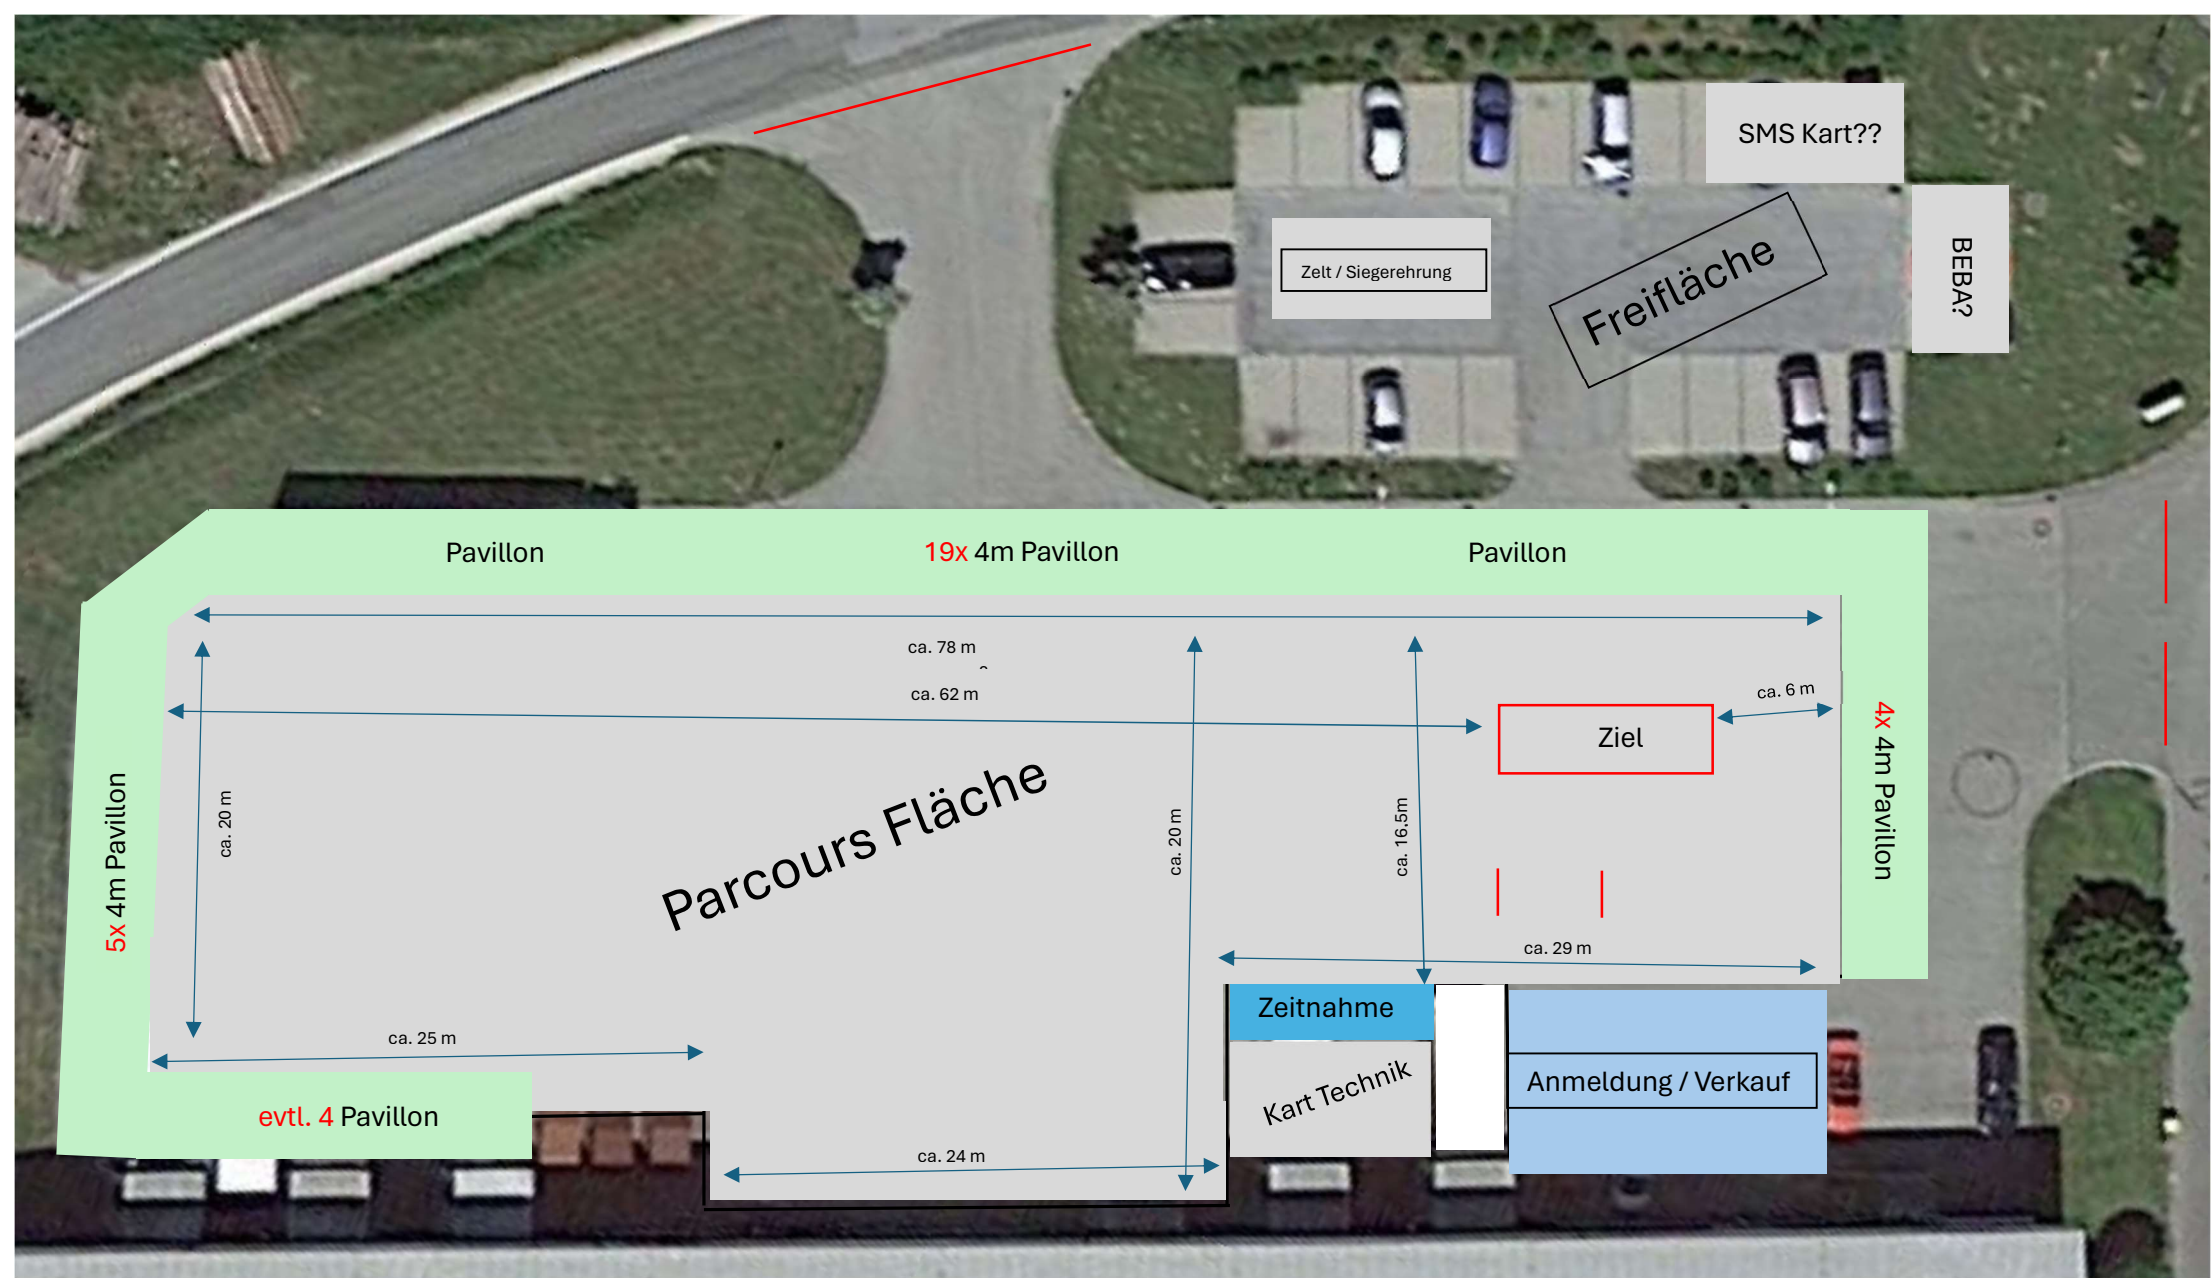 SMS Kart??
Zelt / Siegerehrung
Freifläche
BEBA?
Pavillon
19x 4m Pavillon
Pavillon
ca. 78 m
ca. 62 m
ca. 6 m
Ziel
4x 4m Pavillon
5x 4m Pavillon
ca. 20 m
Parcours Fläche
ca. 20 m
ca. 16.5m
ca. 29 m
Zeitnahme
ca. 25 m
Kart Technik
Anmeldung / Verkauf
evtl. 4 Pavillon
ca. 24 m